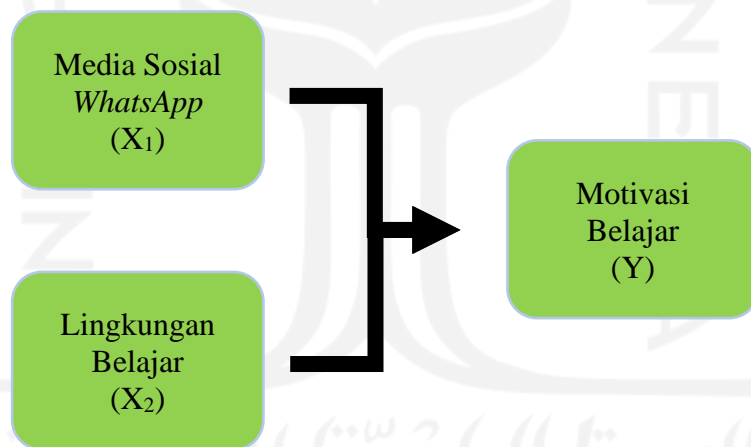 Media Sosial
WhatsApp
(X₁)
Motivasi
Belajar
(Y)
Lingkungan
Belajar
(X₂)